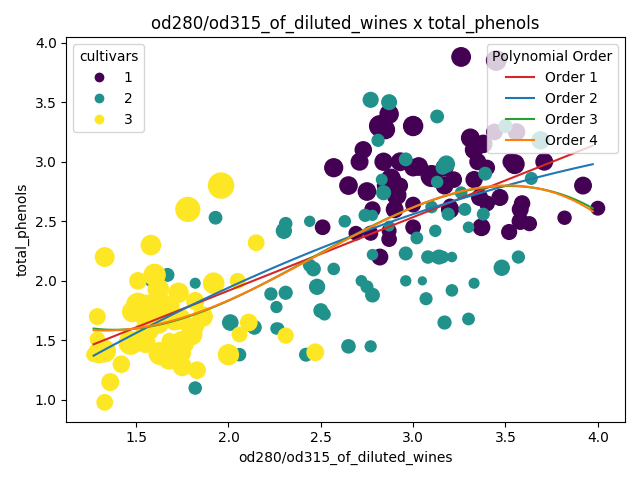 od280/od315_of_diluted_wines x total_phenols
cultivars
1
2
3
Polynomial Order
Order 1
Order 2
Order 3
Order 4
total_phenols
4.0
3.5
3.0
2.5
2.0
1.5
1.0
1.5 2.0 2.5 3.0 3.5 4.0
od280/od315_of_diluted_wines